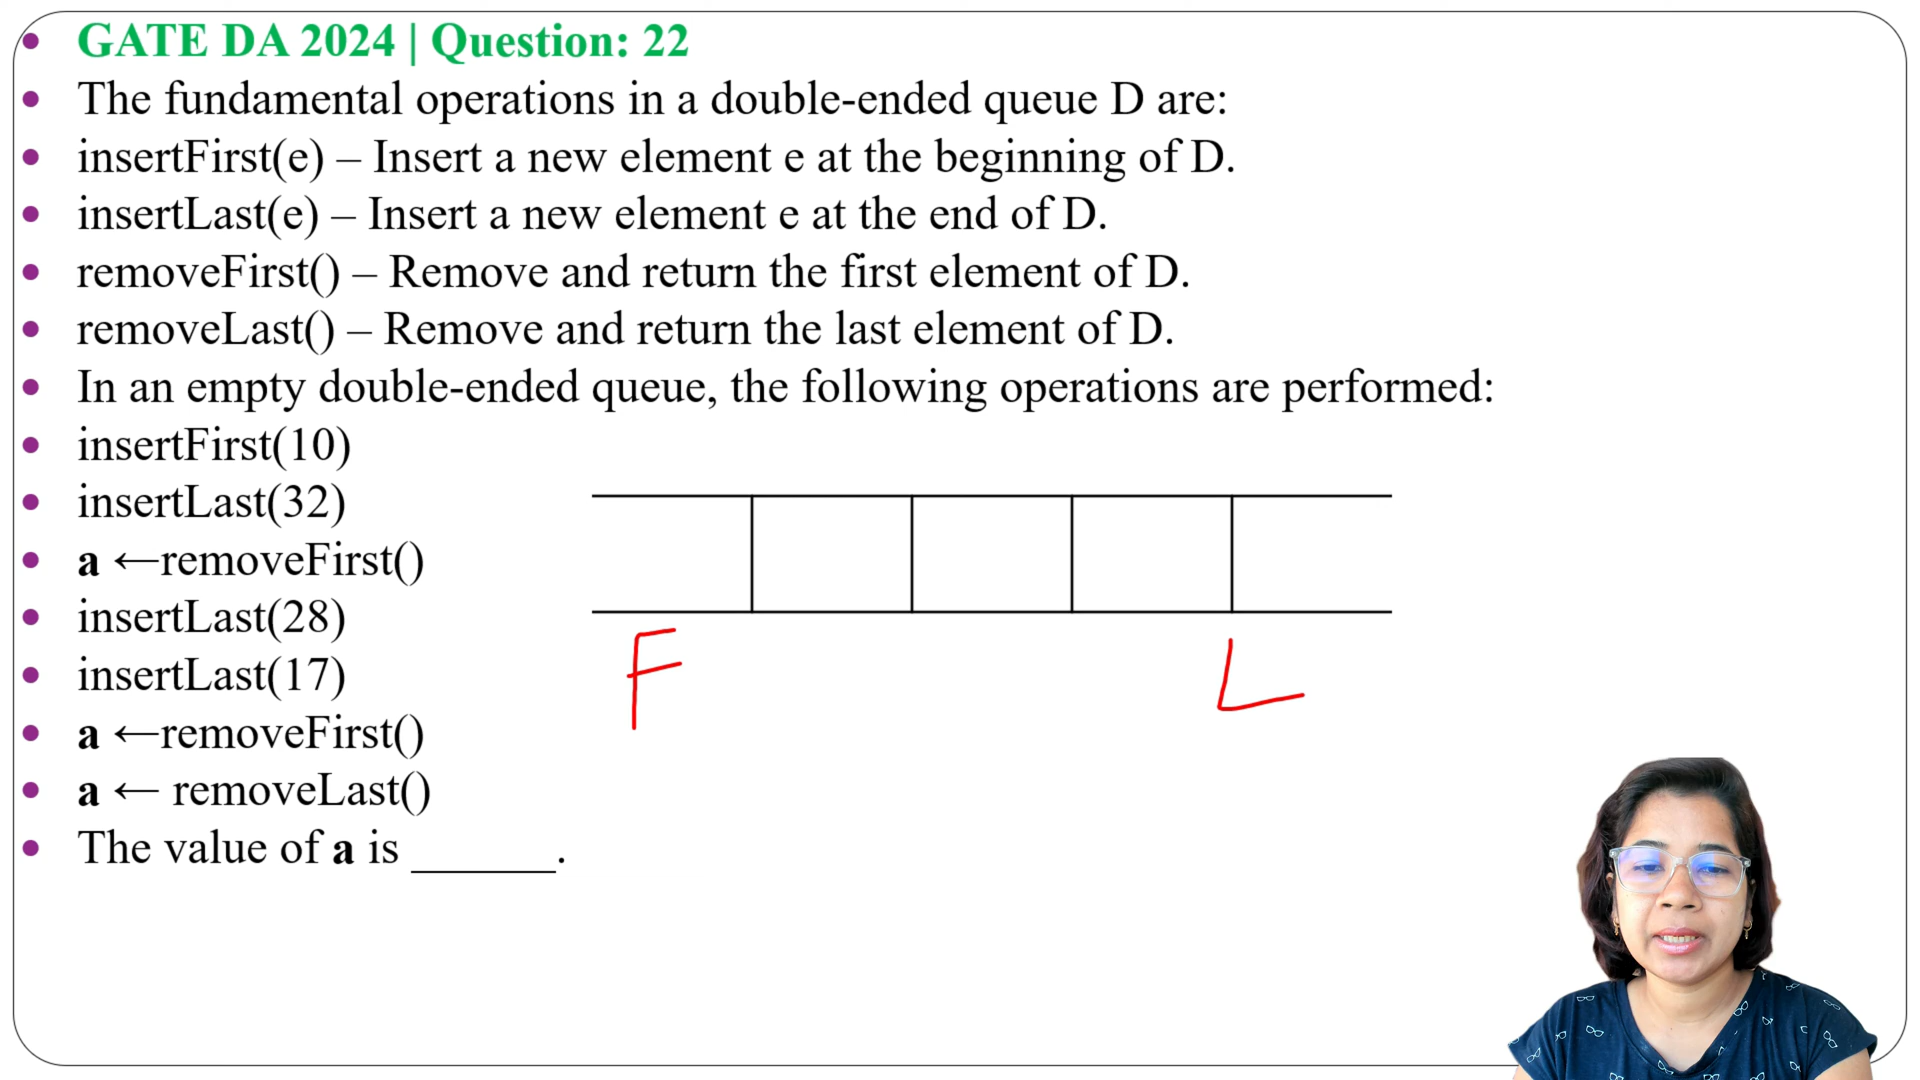 GATE DA 2024 | Question: 22
The fundamental operations in a double-ended queue D are:
insertFirst(e) – Insert a new element e at the beginning of D.
insertLast(e) – Insert a new element e at the end of D.
removeFirst() – Remove and return the first element of D.
removeLast() – Remove and return the last element of D.
In an empty double-ended queue, the following operations are performed:
insertFirst(10)
insertLast(32)
a ←removeFirst()
insertLast(28)
insertLast(17)
a ←removeFirst()
a ← removeLast()
The value of a is ______.
F L